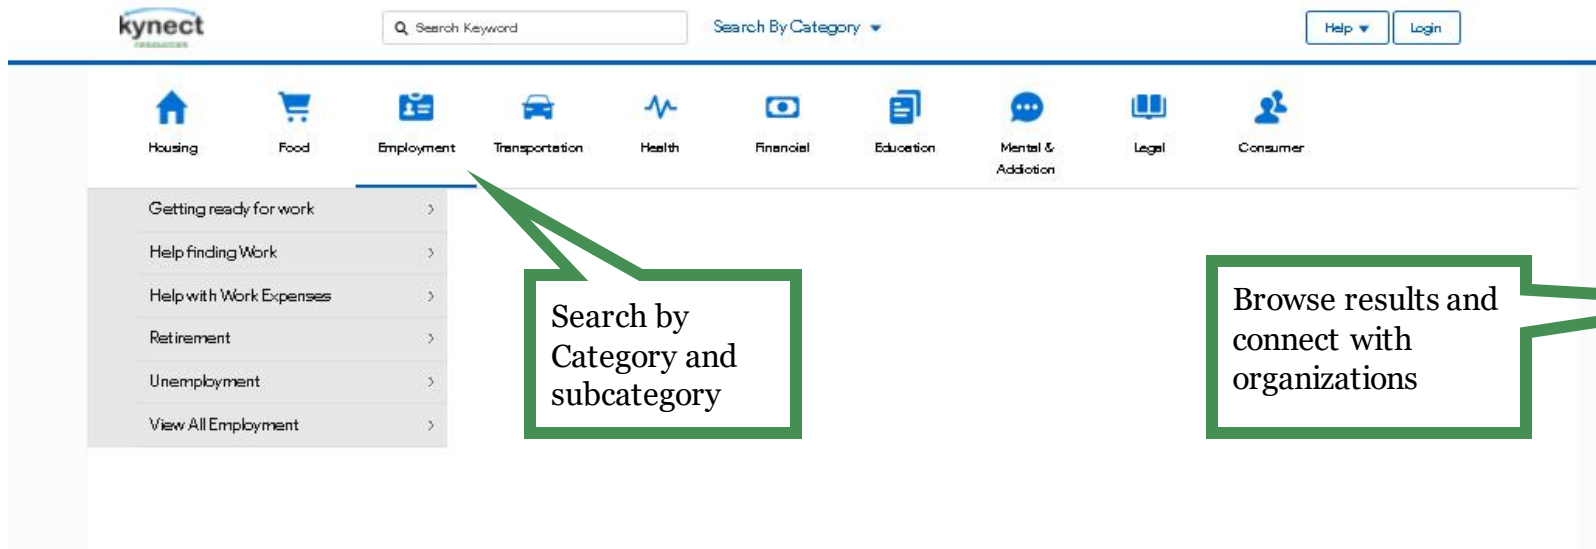 kynect
resources
Search Keyword
Search By Category
Help
Login
Housing
Food
Employment
Transportation
Health
Financial
Education
Mental &
Addiction
Legal
Consumer
Getting ready for work
Help finding Work
Help with Work Expenses
Retirement
Unemployment
View All Employment
Search by
Category and
subcategory
Browse results and
connect with
organizations